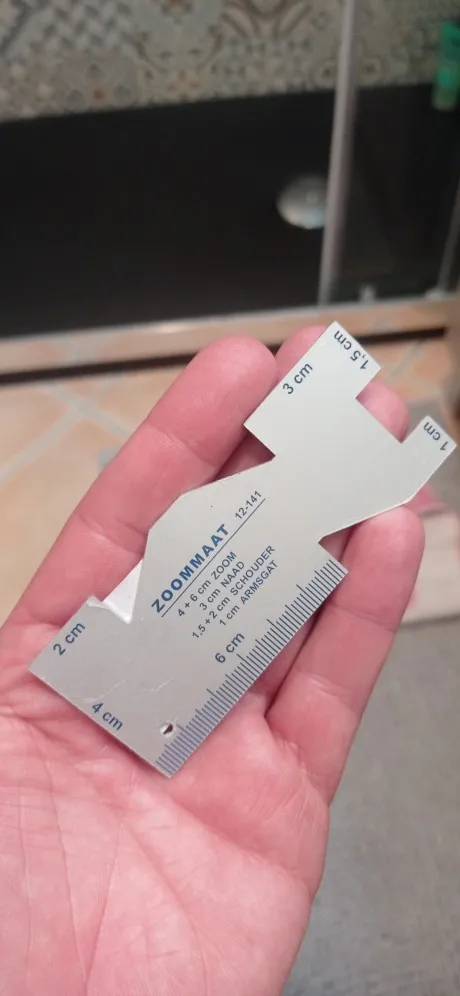 1,5 cm
3 cm
1 cm
ZOOMMAAT 12-141
4 + 6 cm ZOOM
3 cm NAAD
1,5 + 2 cm SCHOUDER
1 cm ARMSGAT
6 cm
2 cm
4 cm